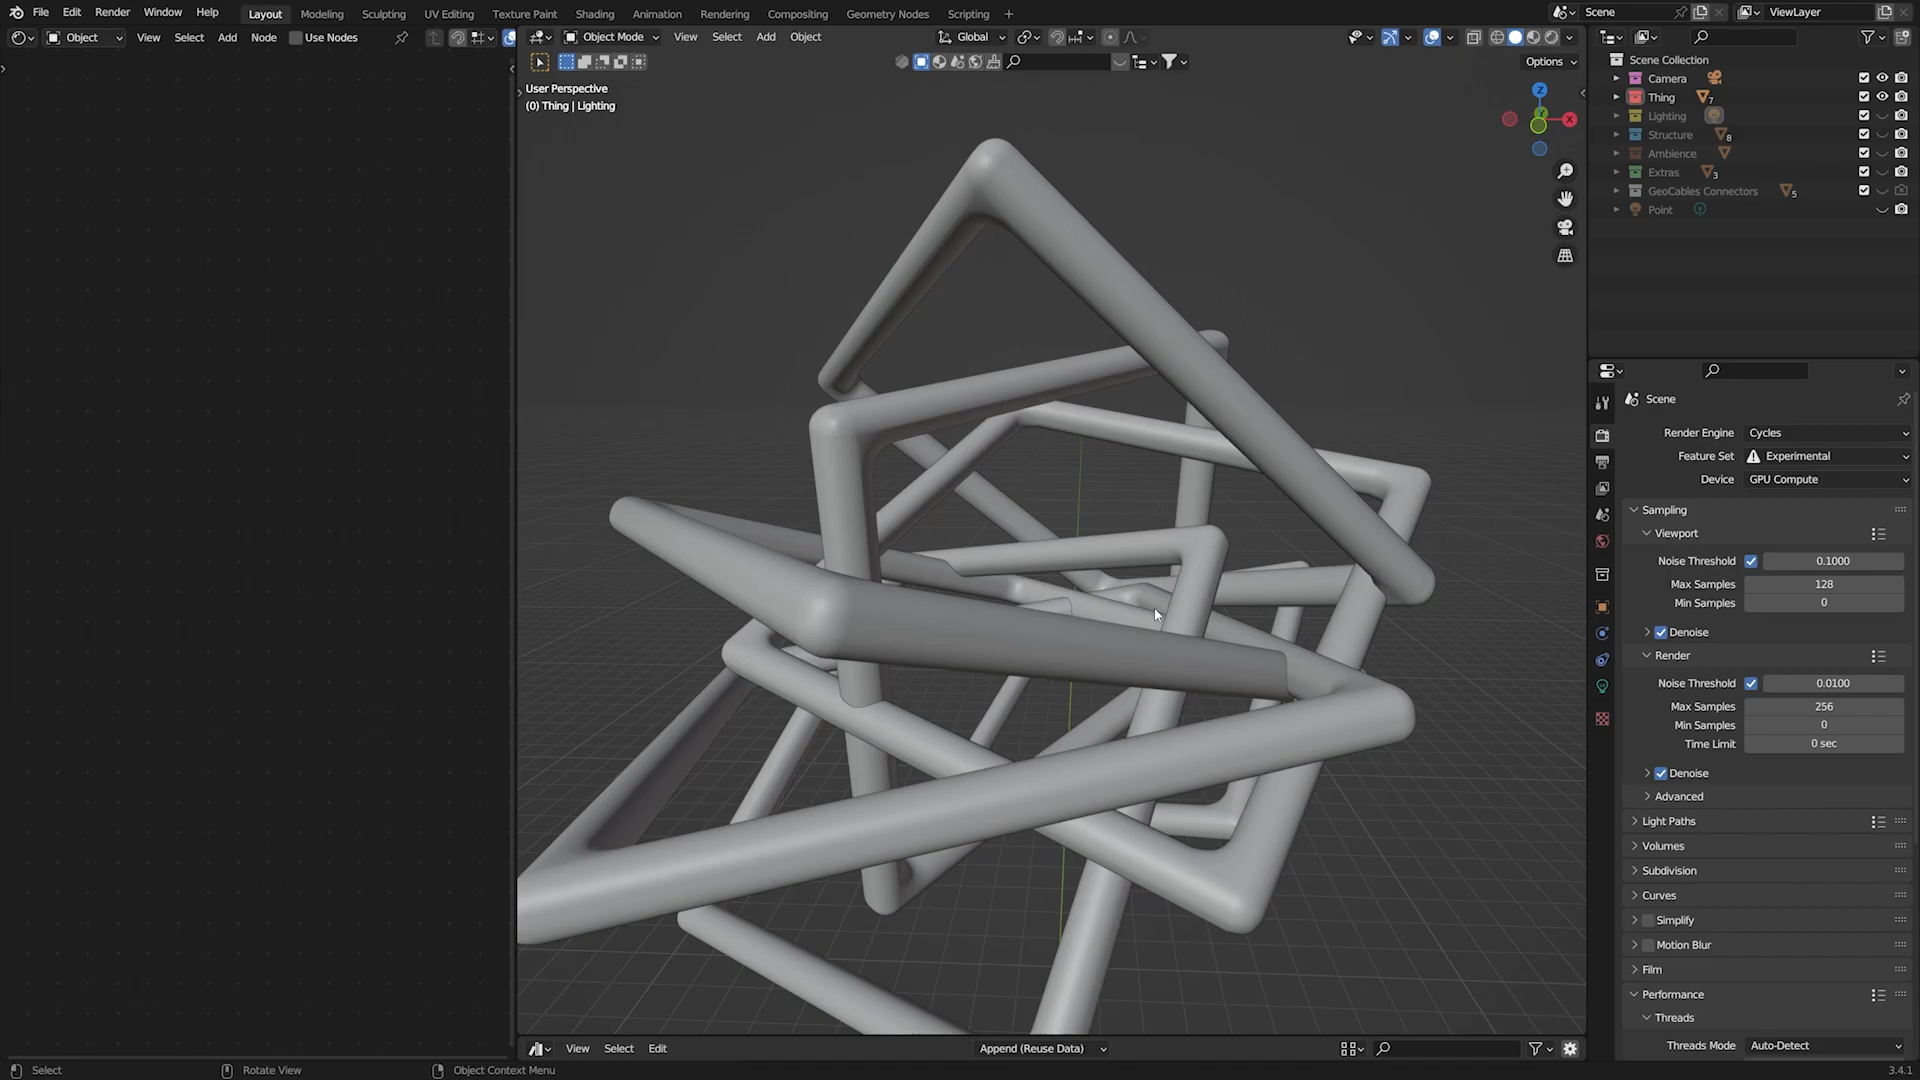 File Edit Render Window Help Layout Modeling Sculpting UV Editing Texture Paint Shading Animation Rendering Compositing Geometry Nodes Scripting + Scene ViewLayer
Object View Select Add Node Use Nodes Object Mode View Select Add Object Global
Options
User Perspective
(0) Thing | Lighting
Z
X
Scene Collection
Camera
Thing 7
Lighting
Structure 8
Ambience
Extras 3
GeoCables Connectors 5
Point
Scene
Render Engine Cycles
Feature Set Experimental
Device GPU Compute
Sampling
Viewport
Noise Threshold 0.1000
Max Samples 128
Min Samples 0
Denoise
Render
Noise Threshold 0.0100
Max Samples 256
Min Samples 0
Time Limit 0 sec
Denoise
Advanced
Light Paths
Volumes
Subdivision
Curves
Simplify
Motion Blur
Film
Performance
Threads
Threads Mode Auto-Detect
View Select Edit Append (Reuse Data)
Select Rotate View Object Context Menu 3.4.1